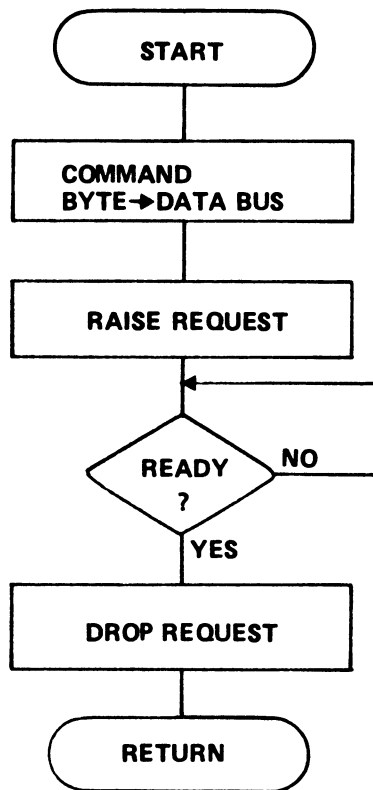 START
COMMAND
BYTE→DATA BUS
RAISE REQUEST
READY
?
NO
YES
DROP REQUEST
RETURN